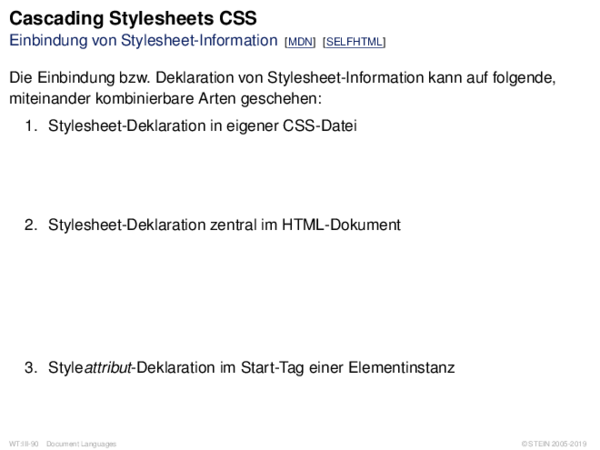 Cascading Stylesheets CSS
Einbindung von Stylesheet-Information [MDN] [SELFHTML]
Die Einbindung bzw. Deklaration von Stylesheet-Information kann auf folgende,
miteinander kombinierbare Arten geschehen:
1. Stylesheet-Deklaration in eigener CSS-Datei
2. Stylesheet-Deklaration zentral im HTML-Dokument
3. Styleattribut-Deklaration im Start-Tag einer Elementinstanz
WT:III-90 Document Languages © STEIN 2005-2019